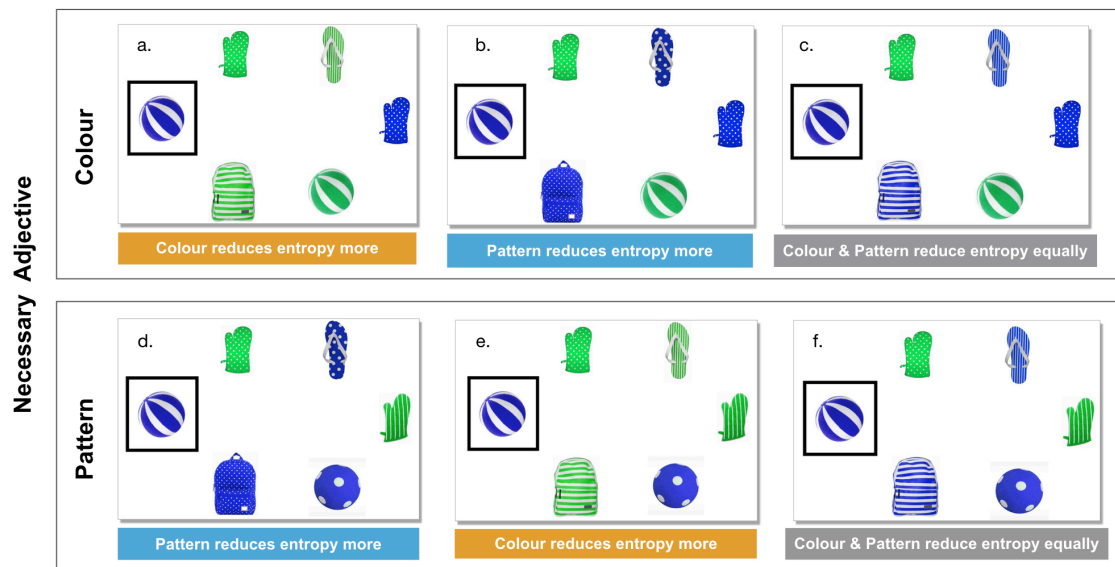 Necessary Adjective
Colour
a.
b.
c.
Colour reduces entropy more
Pattern reduces entropy more
Colour & Pattern reduce entropy equally
Pattern
d.
e.
f.
Pattern reduces entropy more
Colour reduces entropy more
Colour & Pattern reduce entropy equally